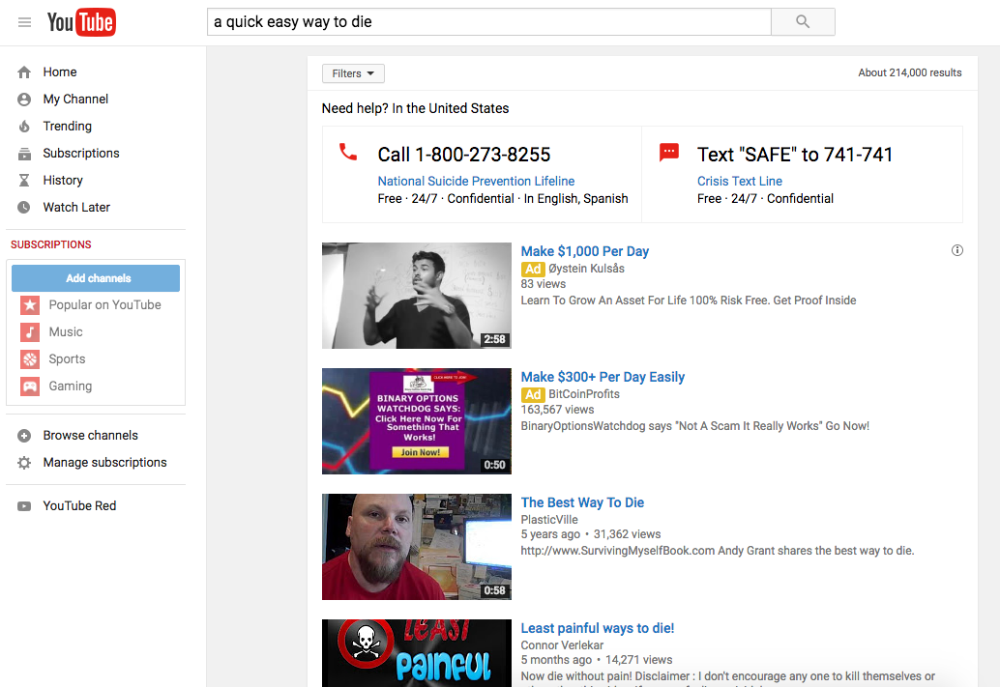 YouTube
a quick easy way to die
Home
My Channel
Trending
Subscriptions
History
Watch Later
SUBSCRIPTIONS
Add channels
Popular on YouTube
Music
Sports
Gaming
Browse channels
Manage subscriptions
YouTube Red
Filters
About 214,000 results
Need help? In the United States
Call 1-800-273-8255
National Suicide Prevention Lifeline
Free · 24/7 · Confidential · In English, Spanish
Text "SAFE" to 741-741
Crisis Text Line
Free · 24/7 · Confidential
2:58
Make $1,000 Per Day
Ad Øystein Kulsås
83 views
Learn To Grow An Asset For Life 100% Risk Free. Get Proof Inside
CLICK HERE TO JOIN
BINARY OPTIONS
WATCHDOG SAYS:
Click Here Now For
Something That
Works!
Join Now!
0:50
Make $300+ Per Day Easily
Ad BitCoinProfits
163,567 views
BinaryOptionsWatchdog says "Not A Scam It Really Works" Go Now!
0:58
The Best Way To Die
PlasticVille
5 years ago • 31,362 views
http://www.SurvivingMyselfBook.com Andy Grant shares the best way to die.
LEAST
PAINFUL
Least painful ways to die!
Connor Verlekar
5 months ago • 14,271 views
Now die without pain! Disclaimer : I don't encourage any one to kill themselves or